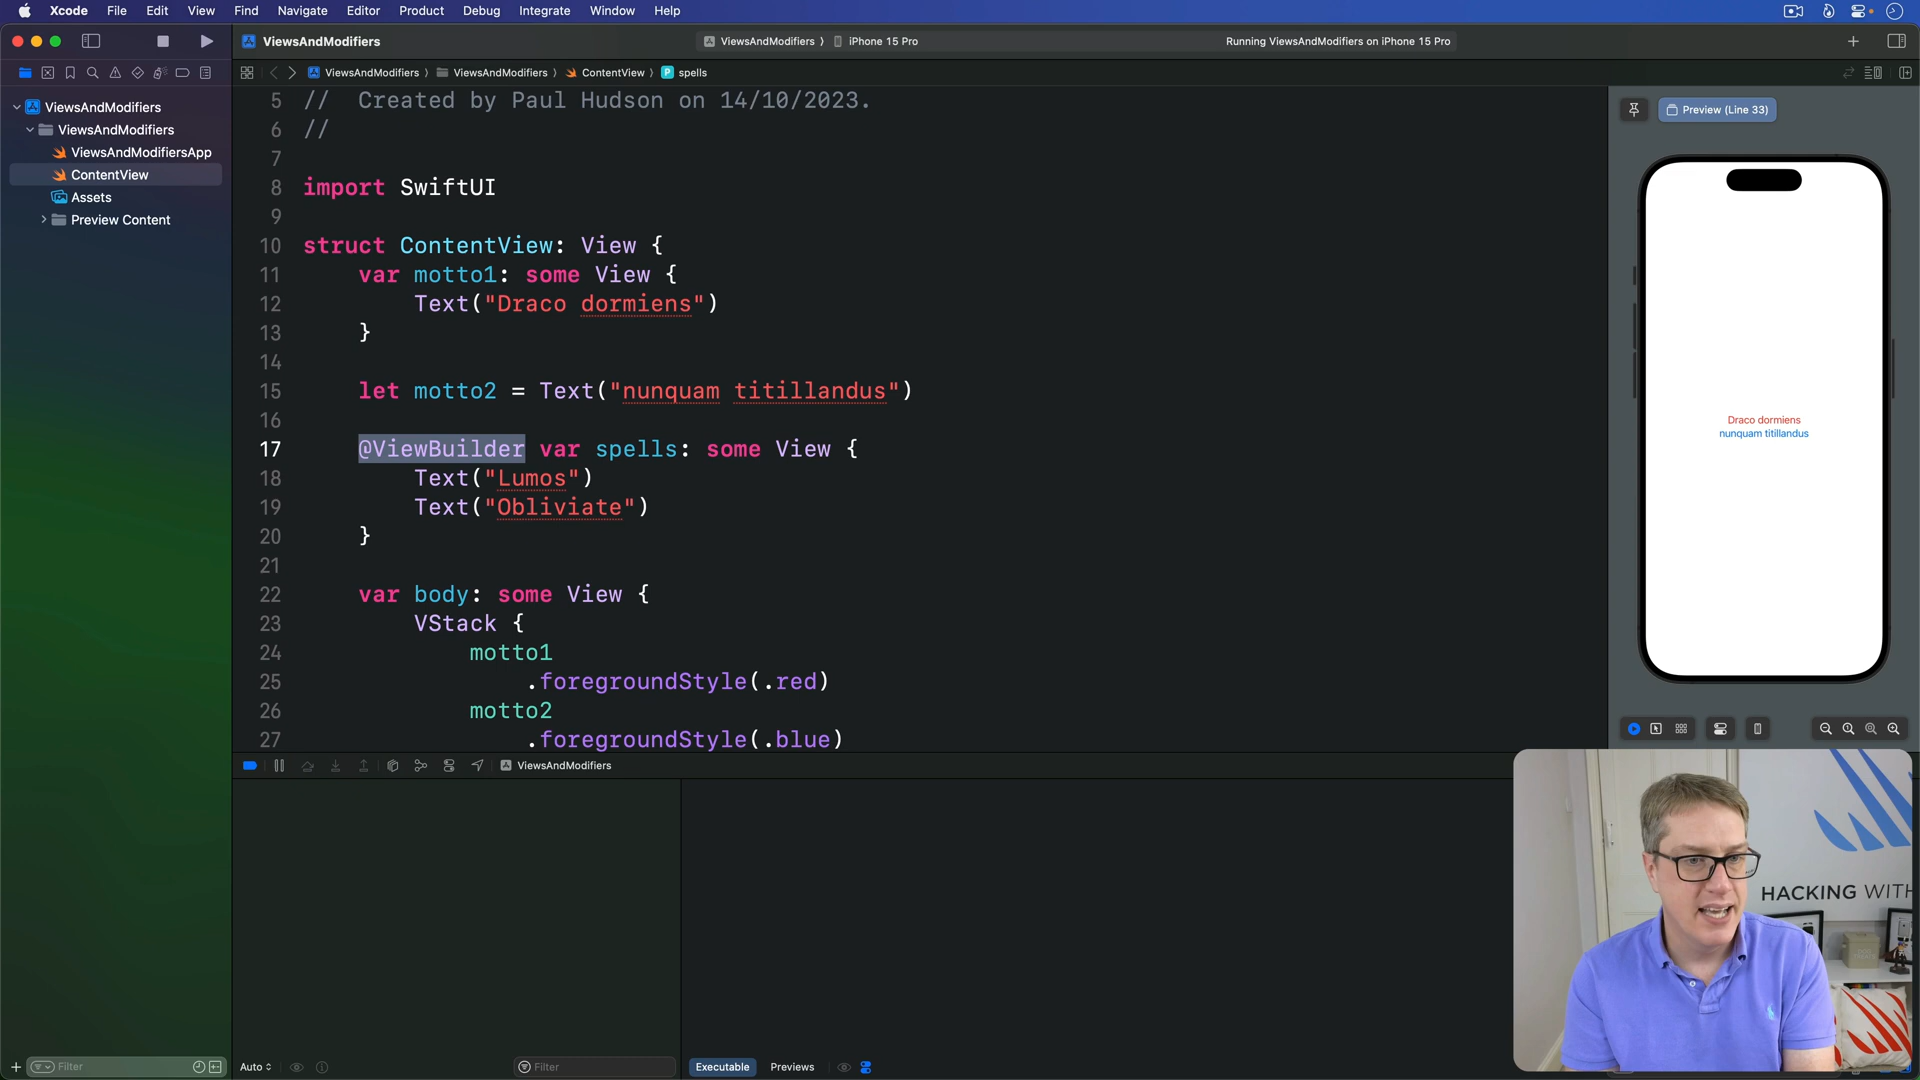 Xcode File Edit View Find Navigate Editor Product Debug Integrate Window Help
ViewsAndModifiers
ViewsAndModifiers ⟩ iPhone 15 Pro
Running ViewsAndModifiers on iPhone 15 Pro
ViewsAndModifiers ⟩ ViewsAndModifiers ⟩ ContentView ⟩ P spells
ViewsAndModifiers
ViewsAndModifiers
ViewsAndModifiersApp
ContentView
Assets
Preview Content
5 // Created by Paul Hudson on 14/10/2023.
6 //
7
8 import SwiftUI
9
10 struct ContentView: View {
11 var motto1: some View {
12 Text("Draco dormiens")
13 }
14
15 let motto2 = Text("nunquam titillandus")
16
17 @ViewBuilder var spells: some View {
18 Text("Lumos")
19 Text("Obliviate")
20 }
21
22 var body: some View {
23 VStack {
24 motto1
25 .foregroundStyle(.red)
26 motto2
27 .foregroundStyle(.blue)
Preview (Line 33)
Draco dormiens
nunquam titillandus
ViewsAndModifiers
HACKING WITH
Filter
Auto
Filter
Executable Previews